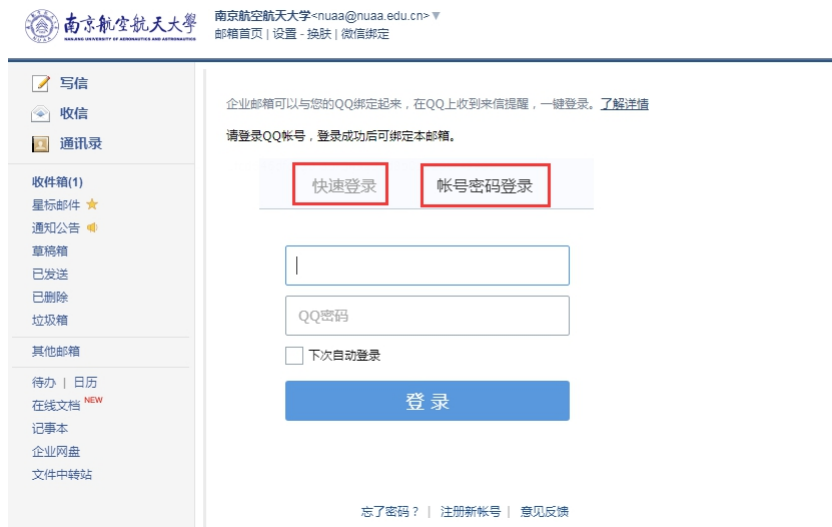 南京航空航天大學
NANJING UNIVERSITY OF AERONAUTICS AND ASTRONAUTICS
NUAA
南京航空航天大学<nuaa@nuaa.edu.cn>
邮箱首页 | 设置 - 换肤 | 微信绑定
写信
收信
通讯录
收件箱(1)
星标邮件
通知公告
草稿箱
已发送
已删除
垃圾箱
其他邮箱
待办 | 日历
在线文档 NEW
记事本
企业网盘
文件中转站
企业邮箱可以与您的QQ绑定起来，在QQ上收到来信提醒，一键登录。了解详情
请登录QQ帐号，登录成功后可绑定本邮箱。
快速登录 帐号密码登录
QQ密码
下次自动登录
登 录
忘了密码？ | 注册新帐号 | 意见反馈